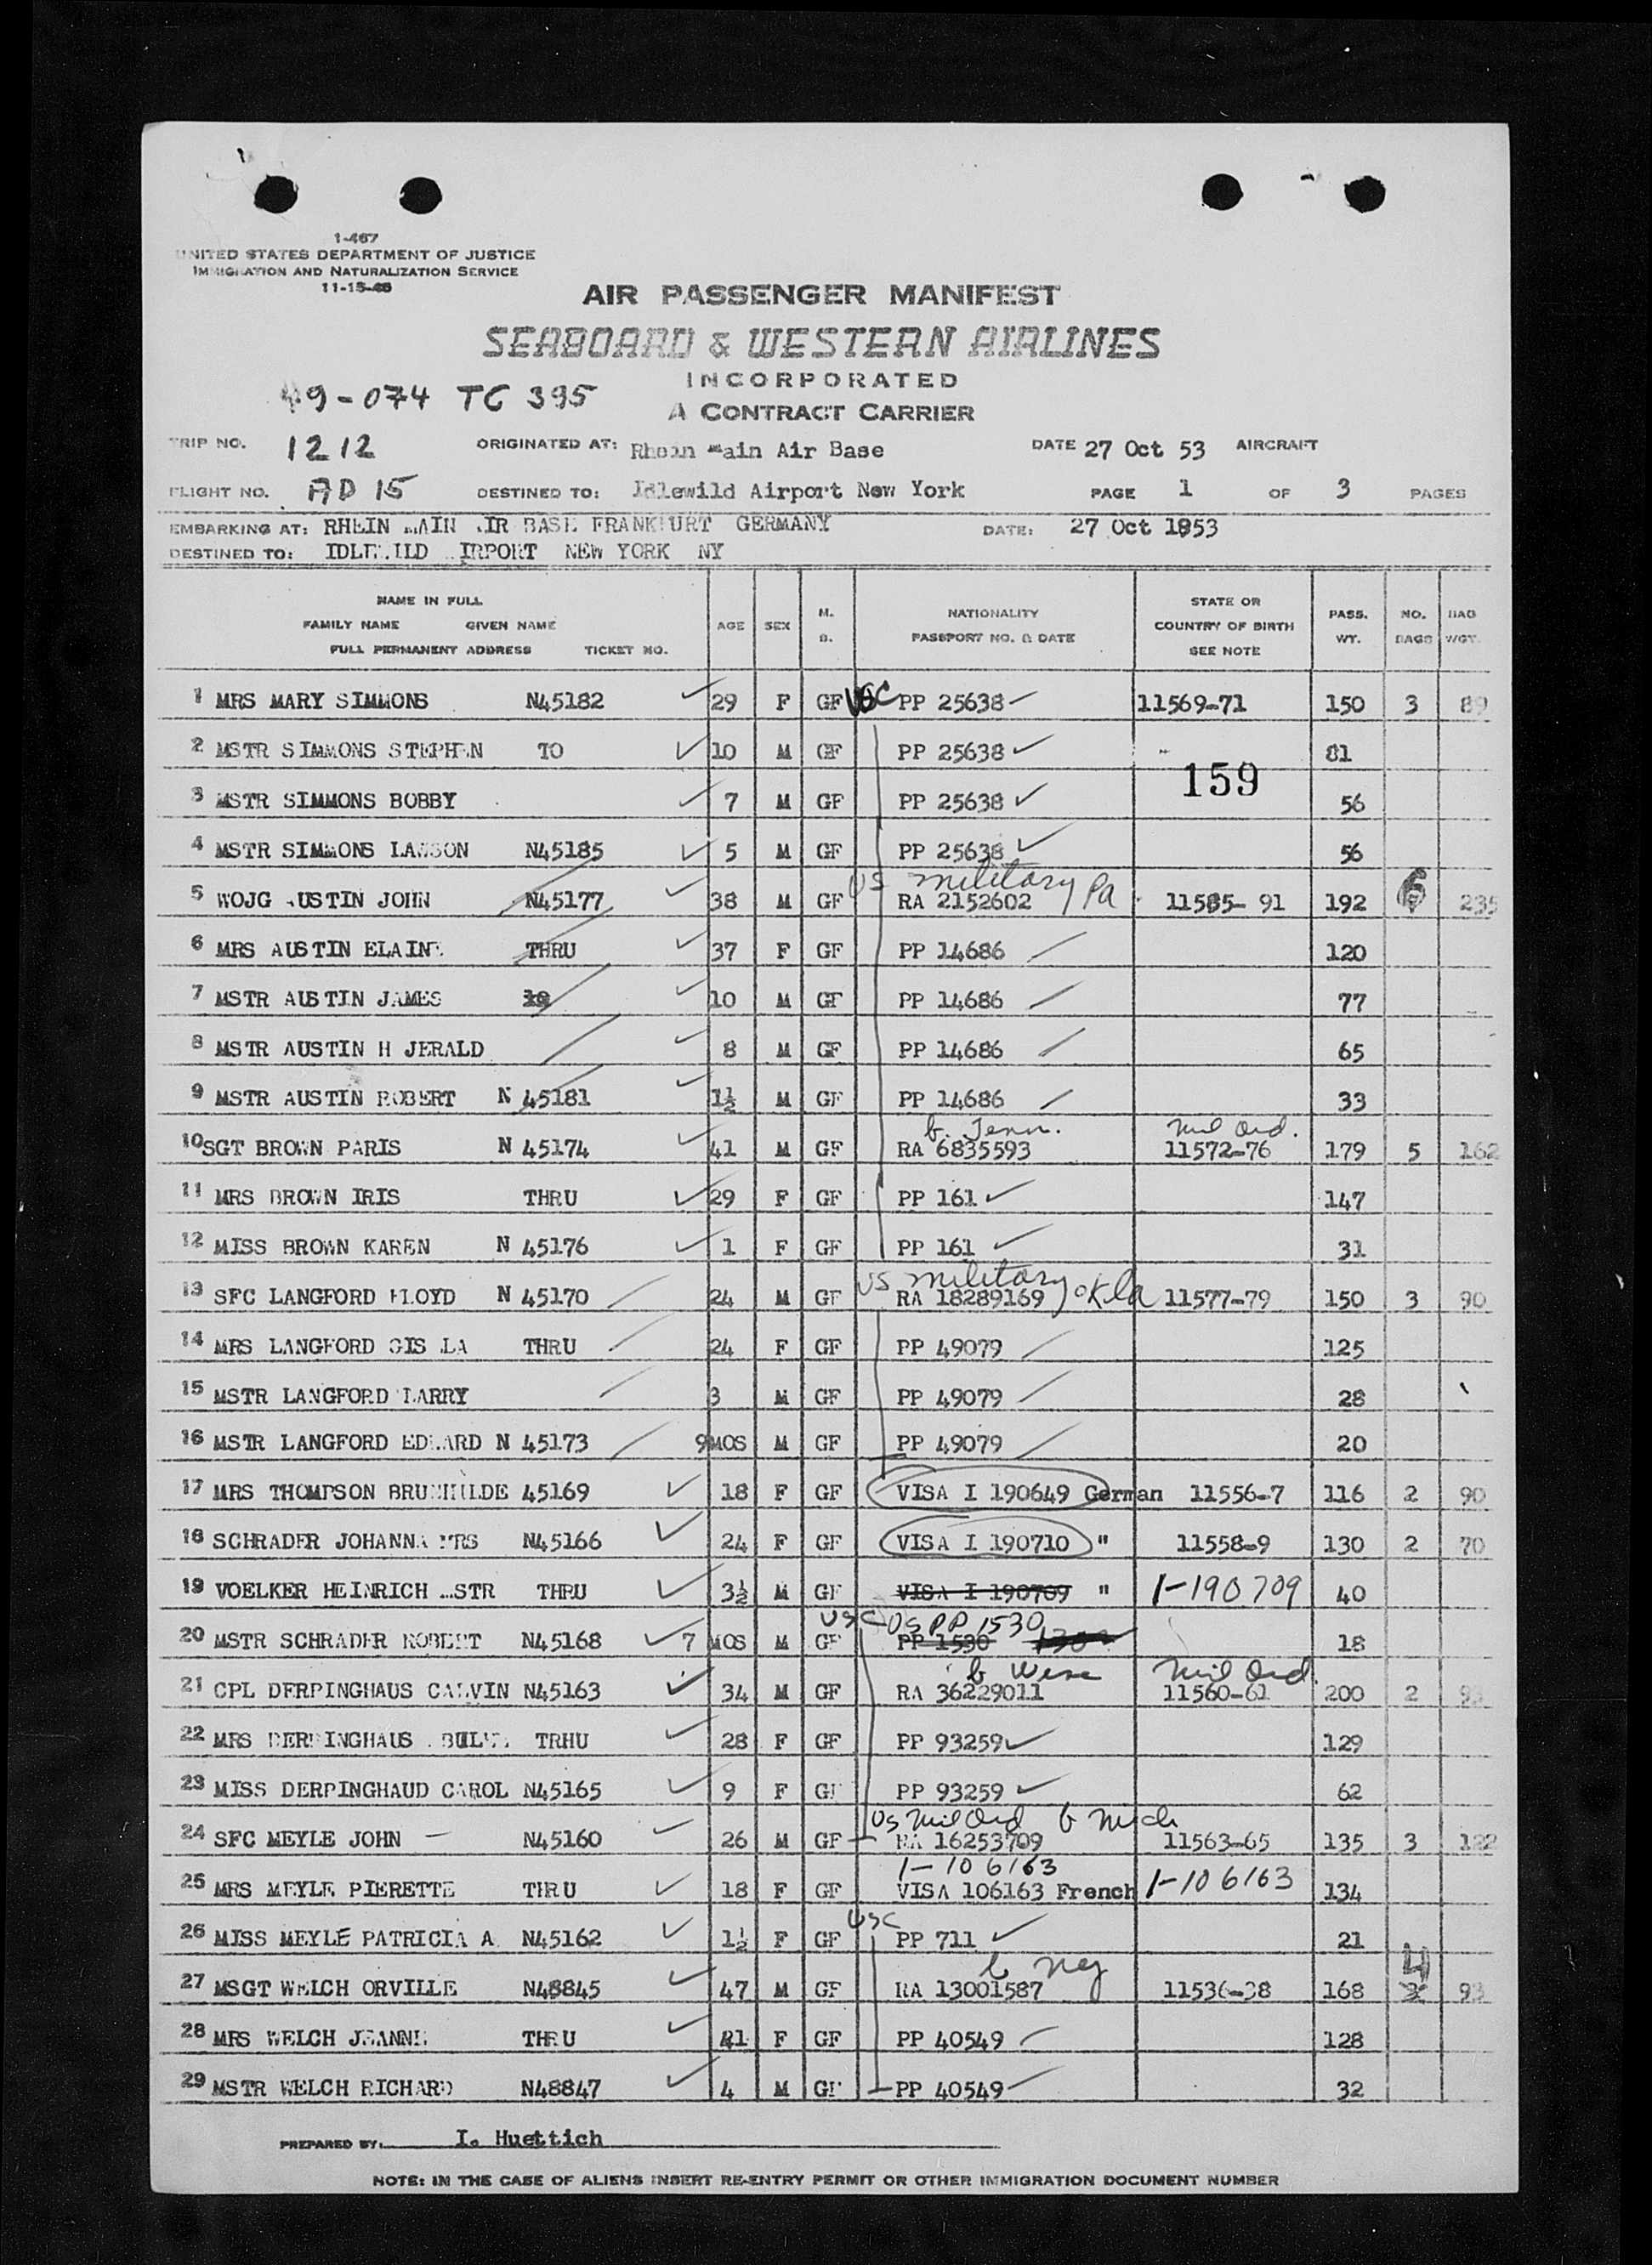 1-467
UNITED STATES DEPARTMENT OF JUSTICE
IMMIGRATION AND NATURALIZATION SERVICE
11-15-48
AIR PASSENGER MANIFEST
SEABOARD & WESTERN AIRLINES
INCORPORATED
49-074 TC 395
A CONTRACT CARRIER
TRIP NO. 1212 ORIGINATED AT: Rhein Main Air Base DATE 27 Oct 53 AIRCRAFT
FLIGHT NO. AD 15 DESTINED TO: Idlewild Airport New York PAGE 1 OF 3 PAGES
EMBARKING AT: RHEIN MAIN AIR BASE FRANKFURT GERMANY DATE: 27 Oct 1953
DESTINED TO: IDLEWILD AIRPORT NEW YORK NY
NAME IN FULL
FAMILY NAME GIVEN NAME
FULL PERMANENT ADDRESS TICKET NO.
AGE SEX M. B. NATIONALITY PASSPORT NO. & DATE STATE OR COUNTRY OF BIRTH SEE NOTE PASS. WT. NO. BAGS BAG WGT.
1 MRS MARY SIMMONS N45182 29 F GF USC PP 25638 11569-71 150 3 89
2 MSTR SIMMONS STEPHEN TO 10 M GF PP 25638 81
159
3 MSTR SIMMONS BOBBY 7 M GF PP 25638 56
4 MSTR SIMMONS LAWSON N45185 5 M GF PP 25638 56
US military Pa
5 WOJG AUSTIN JOHN N45177 38 M GF RA 2152602 11585-91 192 6 235
6 MRS AUSTIN ELAINE THRU 37 F GF PP 14686 120
7 MSTR AUSTIN JAMES 10 M GF PP 14686 77
8 MSTR AUSTIN H JERALD 8 M GF PP 14686 65
9 MSTR AUSTIN ROBERT N 45181 1½ M GF PP 14686 33
b. Tenn. Mil Ord.
10 SGT BROWN PARIS N 45174 41 M GF RA 6835593 11572-76 179 5 162
11 MRS BROWN IRIS THRU 29 F GF PP 161 147
12 MISS BROWN KAREN N 45176 1 F GF PP 161 31
US military Okla
13 SFC LANGFORD FLOYD N 45170 24 M GF RA 18289169 11577-79 150 3 90
14 MRS LANGFORD GISELA THRU 24 F GF PP 49079 125
15 MSTR LANGFORD LARRY 3 M GF PP 49079 28
16 MSTR LANGFORD EDWARD N 45173 9MOS M GF PP 49079 20
17 MRS THOMPSON BRUNHILDE 45169 18 F GF VISA I 190649 German 11556-7 116 2 90
18 SCHRADER JOHANNA MRS N45166 24 F GF VISA I 190710 " 11558-9 130 2 70
19 VOELKER HEINRICH MSTR THRU 3½ M GF VISA I 190709 " I-190709 40
USC US PP 1530
20 MSTR SCHRADER ROBERT N45168 7 MOS M GF PP 1530 18
b Wisc Mil Ord.
21 CPL DERPINGHAUS CALVIN N45163 34 M GF RA 36229011 11560-61 200 2 93
22 MRS DERPINGHAUS TRHU 28 F GF PP 93259 129
23 MISS DERPINGHAUD CAROL N45165 9 F GF PP 93259 62
US Mil Ord b Mich
24 SFC MEYLE JOHN N45160 26 M GF RA 16253709 11563-65 135 3 122
I-106163
25 MRS MEYLE PIERETTE THRU 18 F GF VISA 106163 French I-106163 134
26 MISS MEYLE PATRICIA A N45162 1½ F GF USC PP 711 21
b NY
27 MSGT WELCH ORVILLE N48845 47 M GF RA 13001587 11536-38 168 4 93
28 MRS WELCH JEANNE THRU 21 F GF PP 40549 128
29 MSTR WELCH RICHARD N48847 4 M GF PP 40549 32
PREPARED BY: I. Huettich
NOTE: IN THE CASE OF ALIENS INSERT RE-ENTRY PERMIT OR OTHER IMMIGRATION DOCUMENT NUMBER